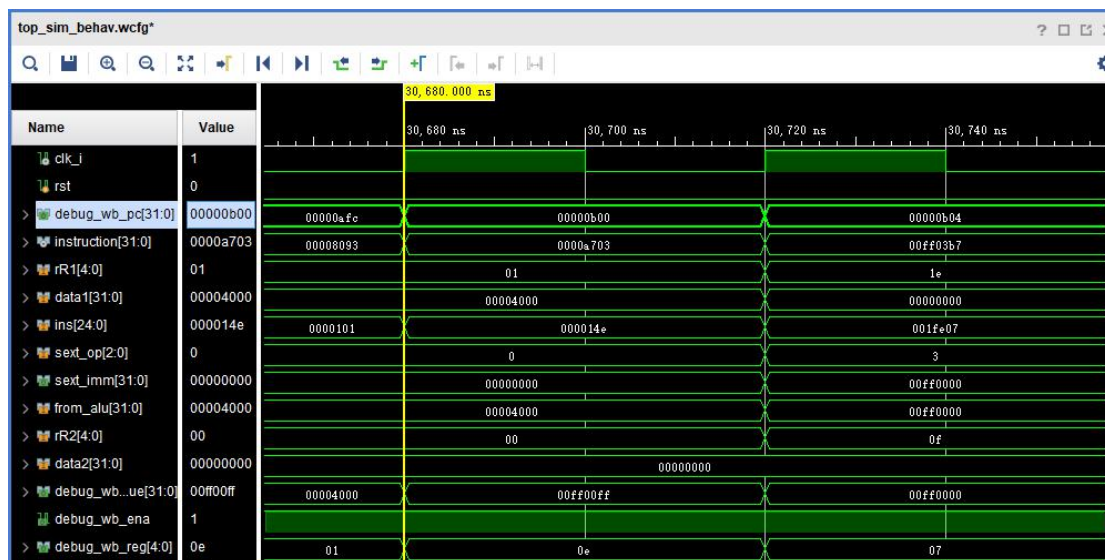 top_sim_behav.wcfg*
30,680.000 ns
Name Value 30,680 ns 30,700 ns 30,720 ns 30,740 ns
clk_i 1
rst 0
debug_wb_pc[31:0] 00000b00 00000afc 00000b00 00000b04
instruction[31:0] 0000a703 00008093 0000a703 00ff03b7
rR1[4:0] 01 01 1e
data1[31:0] 00004000 00004000 00000000
ins[24:0] 000014e 0000101 000014e 001fe07
sext_op[2:0] 0 0 3
sext_imm[31:0] 00000000 00000000 00ff0000
from_alu[31:0] 00004000 00004000 00ff0000
rR2[4:0] 00 00 0f
data2[31:0] 00000000 00000000
debug_wb...ue[31:0] 00ff00ff 00004000 00ff00ff 00ff0000
debug_wb_ena 1
debug_wb_reg[4:0] 0e 01 0e 07